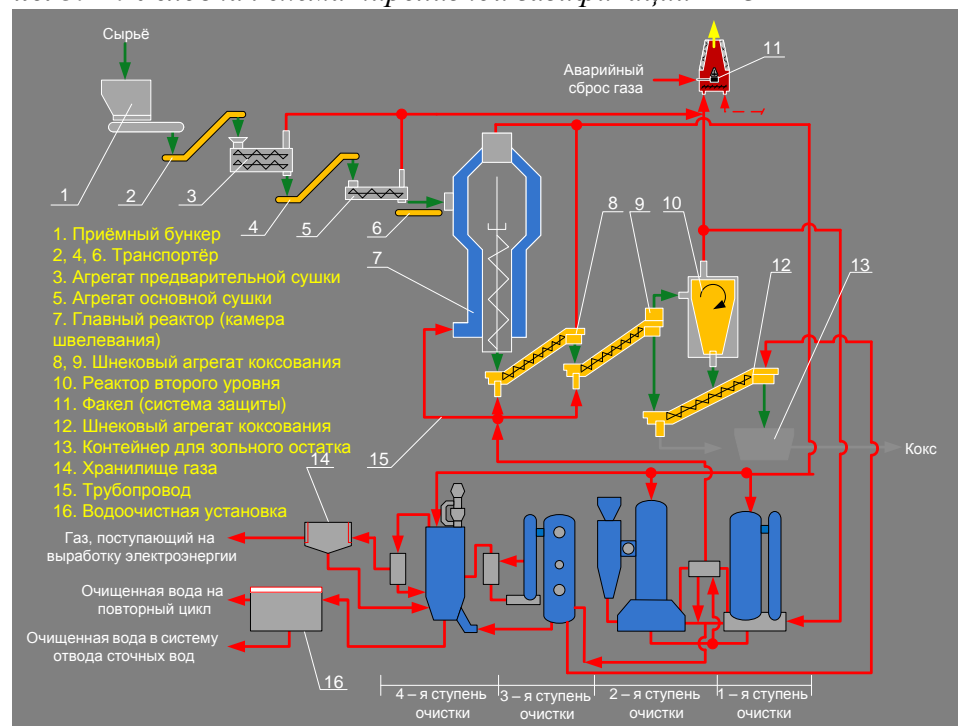 Сырьё
11
Аварийный
сброс газа
1
2
3
4
5
6
7
8
9
10
12
13
1. Приёмный бункер
2, 4, 6. Транспортёр
3. Агрегат предварительной сушки
5. Агрегат основной сушки
7. Главный реактор (камера
швелевания)
8, 9. Шнековый агрегат коксования
10. Реактор второго уровня
11. Факел (система защиты)
12. Шнековый агрегат коксования
13. Контейнер для зольного остатка
14. Хранилище газа
15. Трубопровод
16. Водоочистная установка
14
15
Кокс
Газ, поступающий на
выработку электроэнергии
Очищенная вода на
повторный цикл
Очищенная вода в систему
отвода сточных вод
16
4 – я ступень
очистки
3 – я ступень
очистки
2 – я ступень
очистки
1 – я ступень
очистки